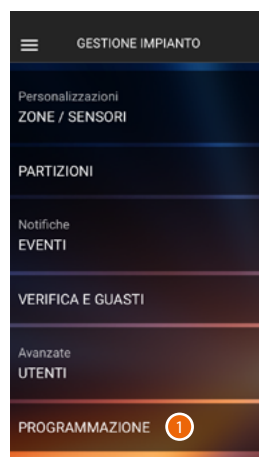 GESTIONE IMPIANTO
Personalizzazioni
ZONE / SENSORI
PARTIZIONI
Notifiche
EVENTI
VERIFICA E GUASTI
Avanzate
UTENTI
PROGRAMMAZIONE 1